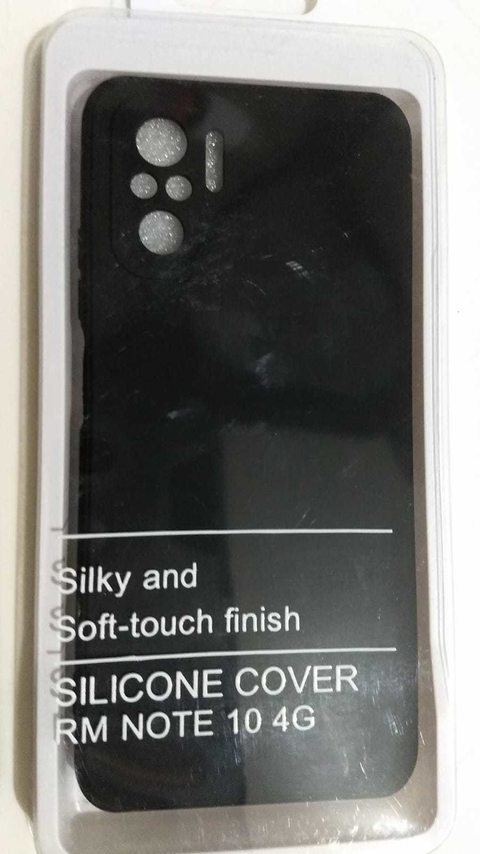 Silky and
Soft-touch finish
SILICONE COVER
RM NOTE 10 4G